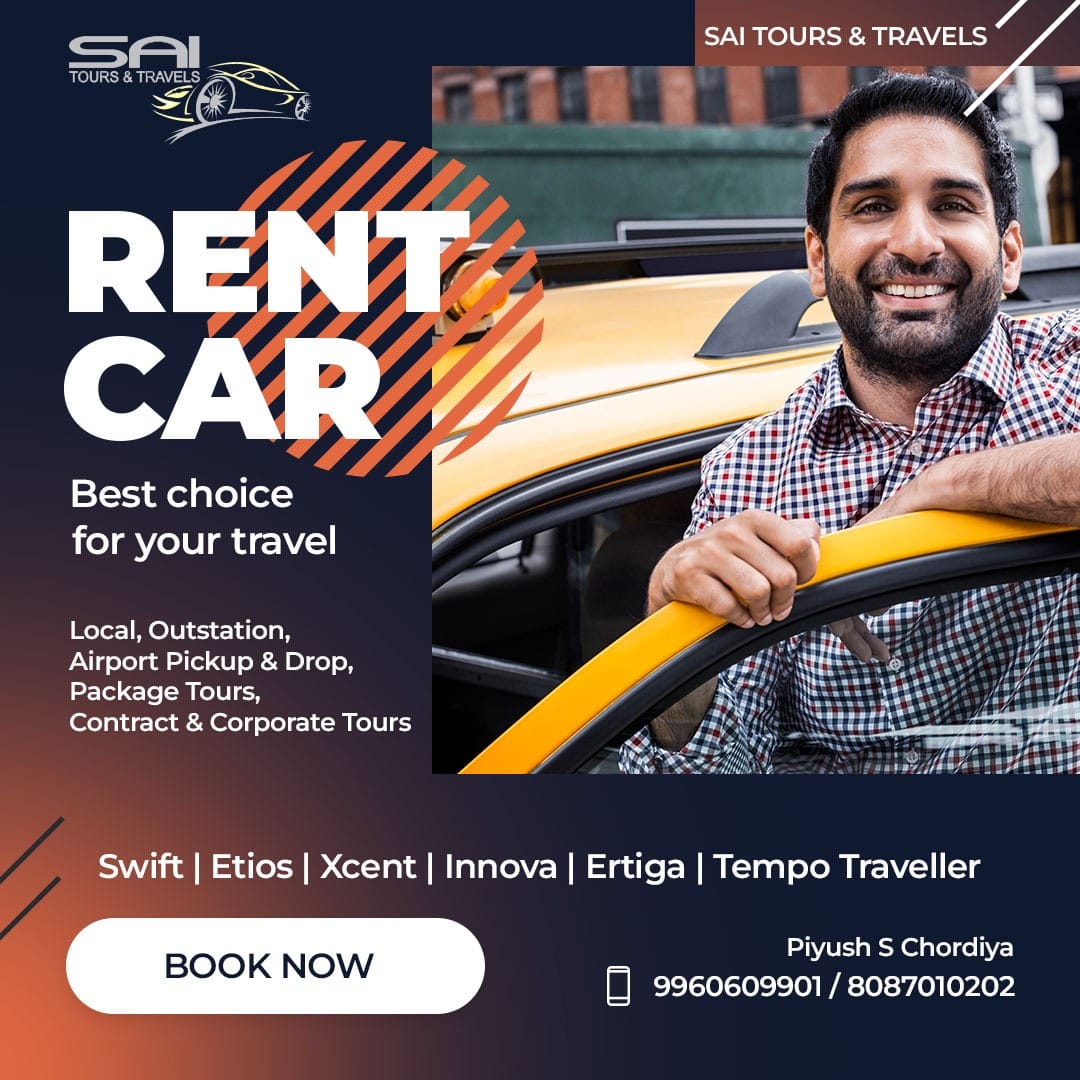 SAI
TOURS & TRAVELS
SAI TOURS & TRAVELS
RENT
CAR
Best choice
for your travel
Local, Outstation,
Airport Pickup & Drop,
Package Tours,
Contract & Corporate Tours
Swift | Etios | Xcent | Innova | Ertiga | Tempo Traveller
BOOK NOW
Piyush S Chordiya
9960609901 / 8087010202